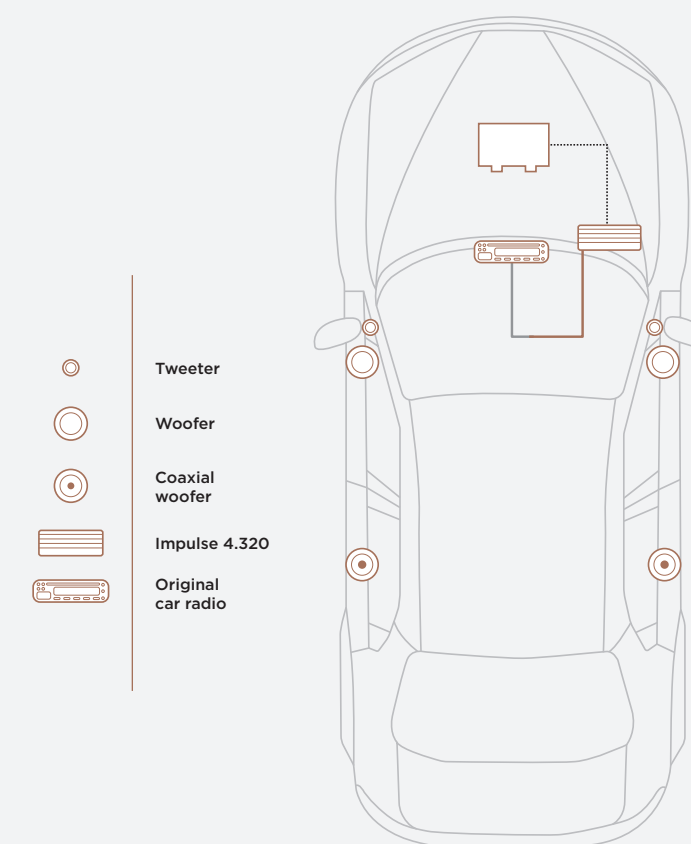 Tweeter
Woofer
Coaxial
woofer
Impulse 4.320
Original
car radio